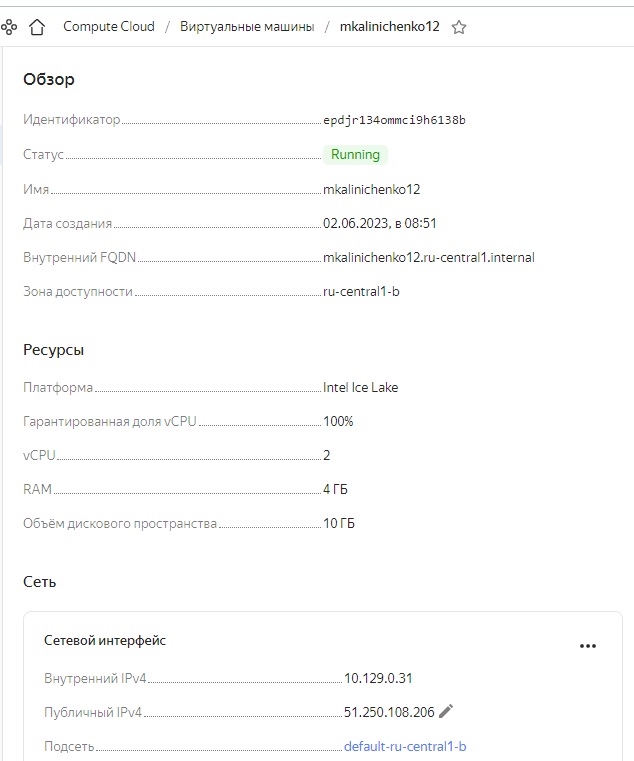 Compute Cloud / Виртуальные машины / mkalinichenko12
Обзор
Идентификатор epdjr134ommci9h6138b
Статус Running
Имя mkalinichenko12
Дата создания 02.06.2023, в 08:51
Внутренний FQDN mkalinichenko12.ru-central1.internal
Зона доступности ru-central1-b
Ресурсы
Платформа Intel Ice Lake
Гарантированная доля vCPU 100%
vCPU 2
RAM 4 ГБ
Объём дискового пространства 10 ГБ
Сеть
Сетевой интерфейс
Внутренний IPv4 10.129.0.31
Публичный IPv4 51.250.108.206
Подсеть default-ru-central1-b